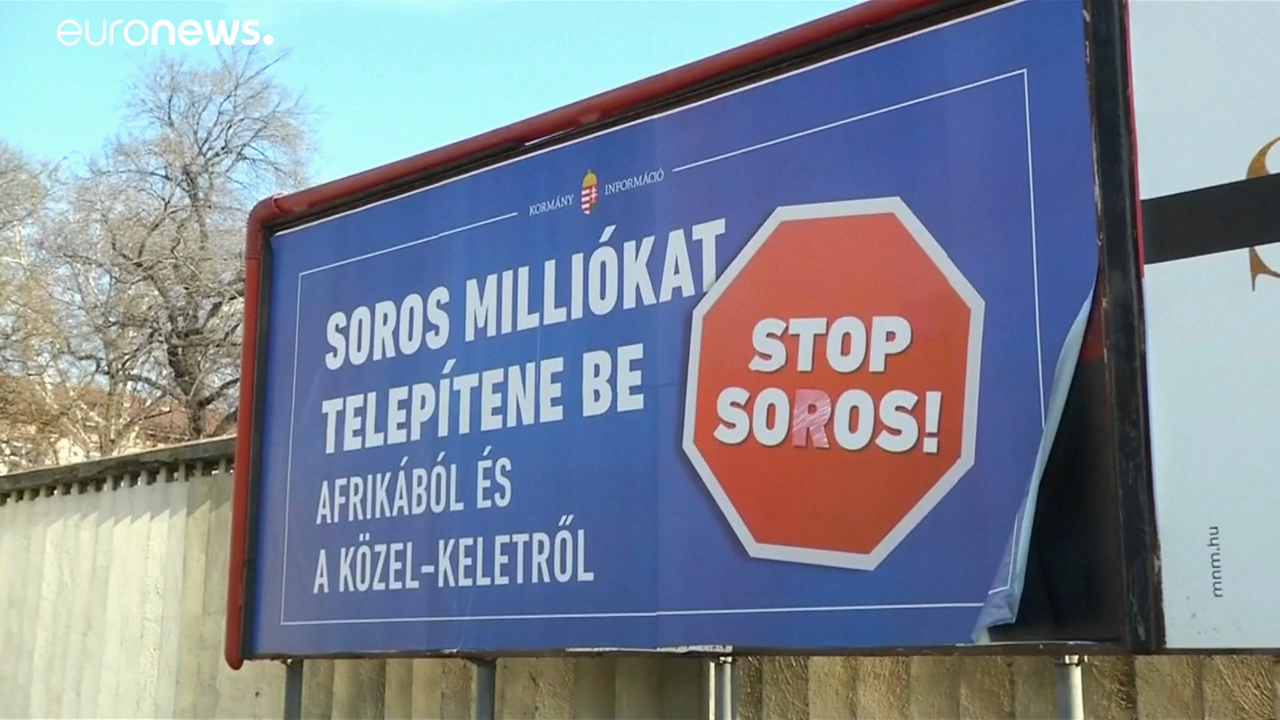 euronews.
KORMÁNY INFORMÁCIÓ
SOROS MILLIÓKAT
TELEPÍTENE BE
AFRIKÁBÓL ÉS
A KÖZEL-KELETRŐL
STOP
SOROS!
mnm.hu